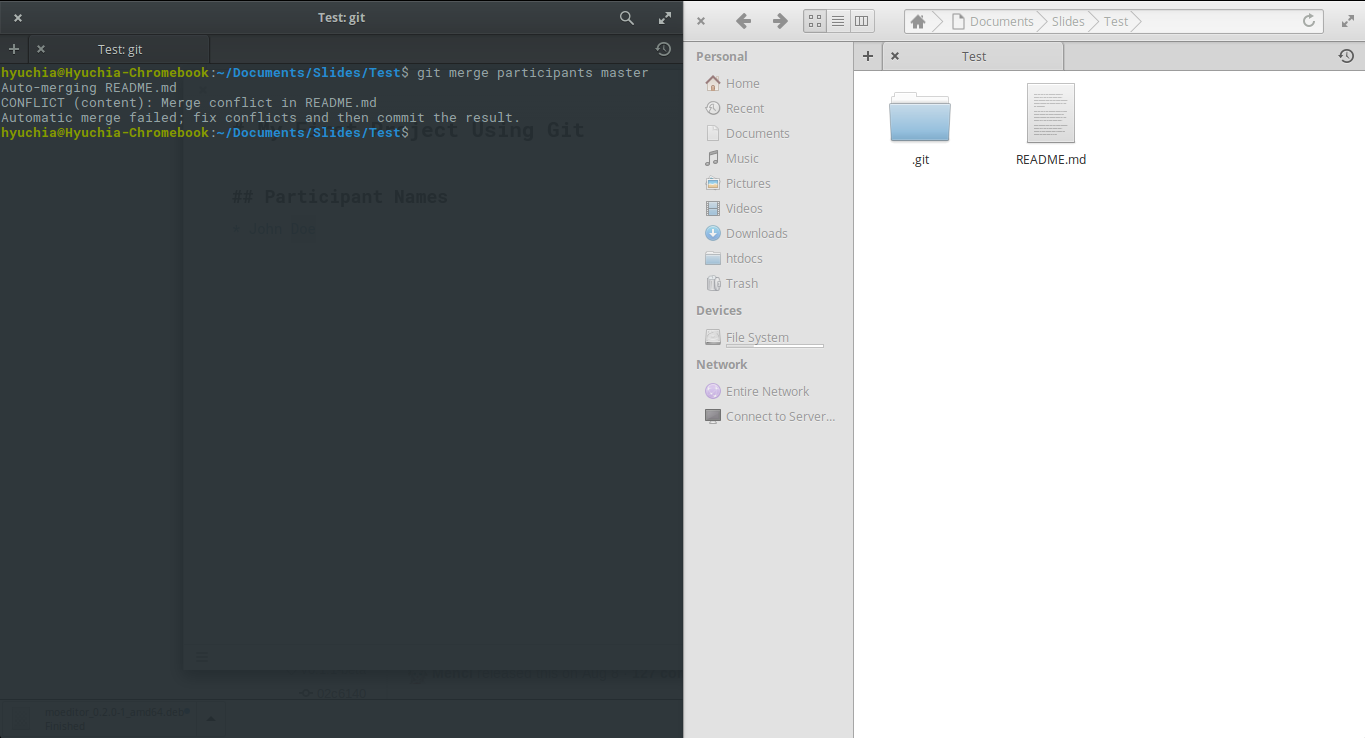 Test: git
Test: git
hyuchia@Hyuchia-Chromebook:~/Documents/Slides/Test$ git merge participants master
Auto-merging README.md
CONFLICT (content): Merge conflict in README.md
Automatic merge failed; fix conflicts and then commit the result.
hyuchia@Hyuchia-Chromebook:~/Documents/Slides/Test$
Using Git
## Participant Names
John Doe
Documents Slides Test
Test
Personal
Home
Recent
Documents
Music
Pictures
Videos
Downloads
htdocs
Trash
Devices
File System
Network
Entire Network
Connect to Server...
.git
README.md